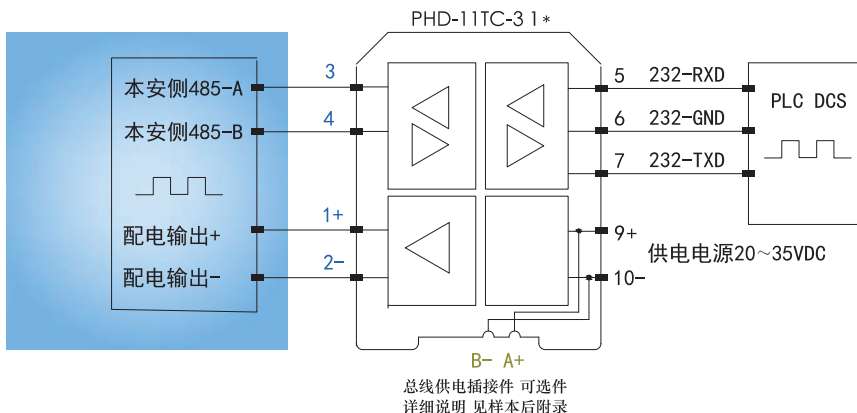 PHD-11TC-31*
本安侧485-A
3
5
232-RXD
本安侧485-B
4
6
232-GND
PLC DCS
7
232-TXD
配电输出+
1+
9+
供电电源20~35VDC
配电输出-
2-
10-
B- A+
总线供电插接件 可选件
详细说明 见样本后附录